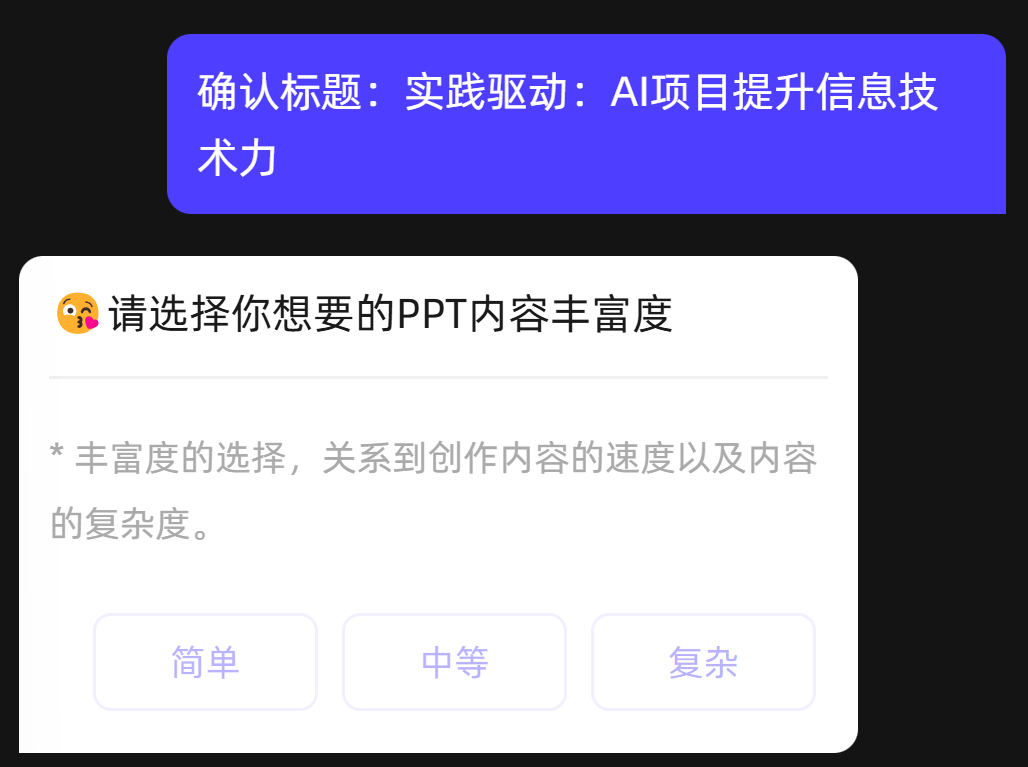 确认标题：实践驱动：AI项目提升信息技
术力
😘请选择你想要的PPT内容丰富度
* 丰富度的选择，关系到创作内容的速度以及内容
的复杂度。
简单 中等 复杂